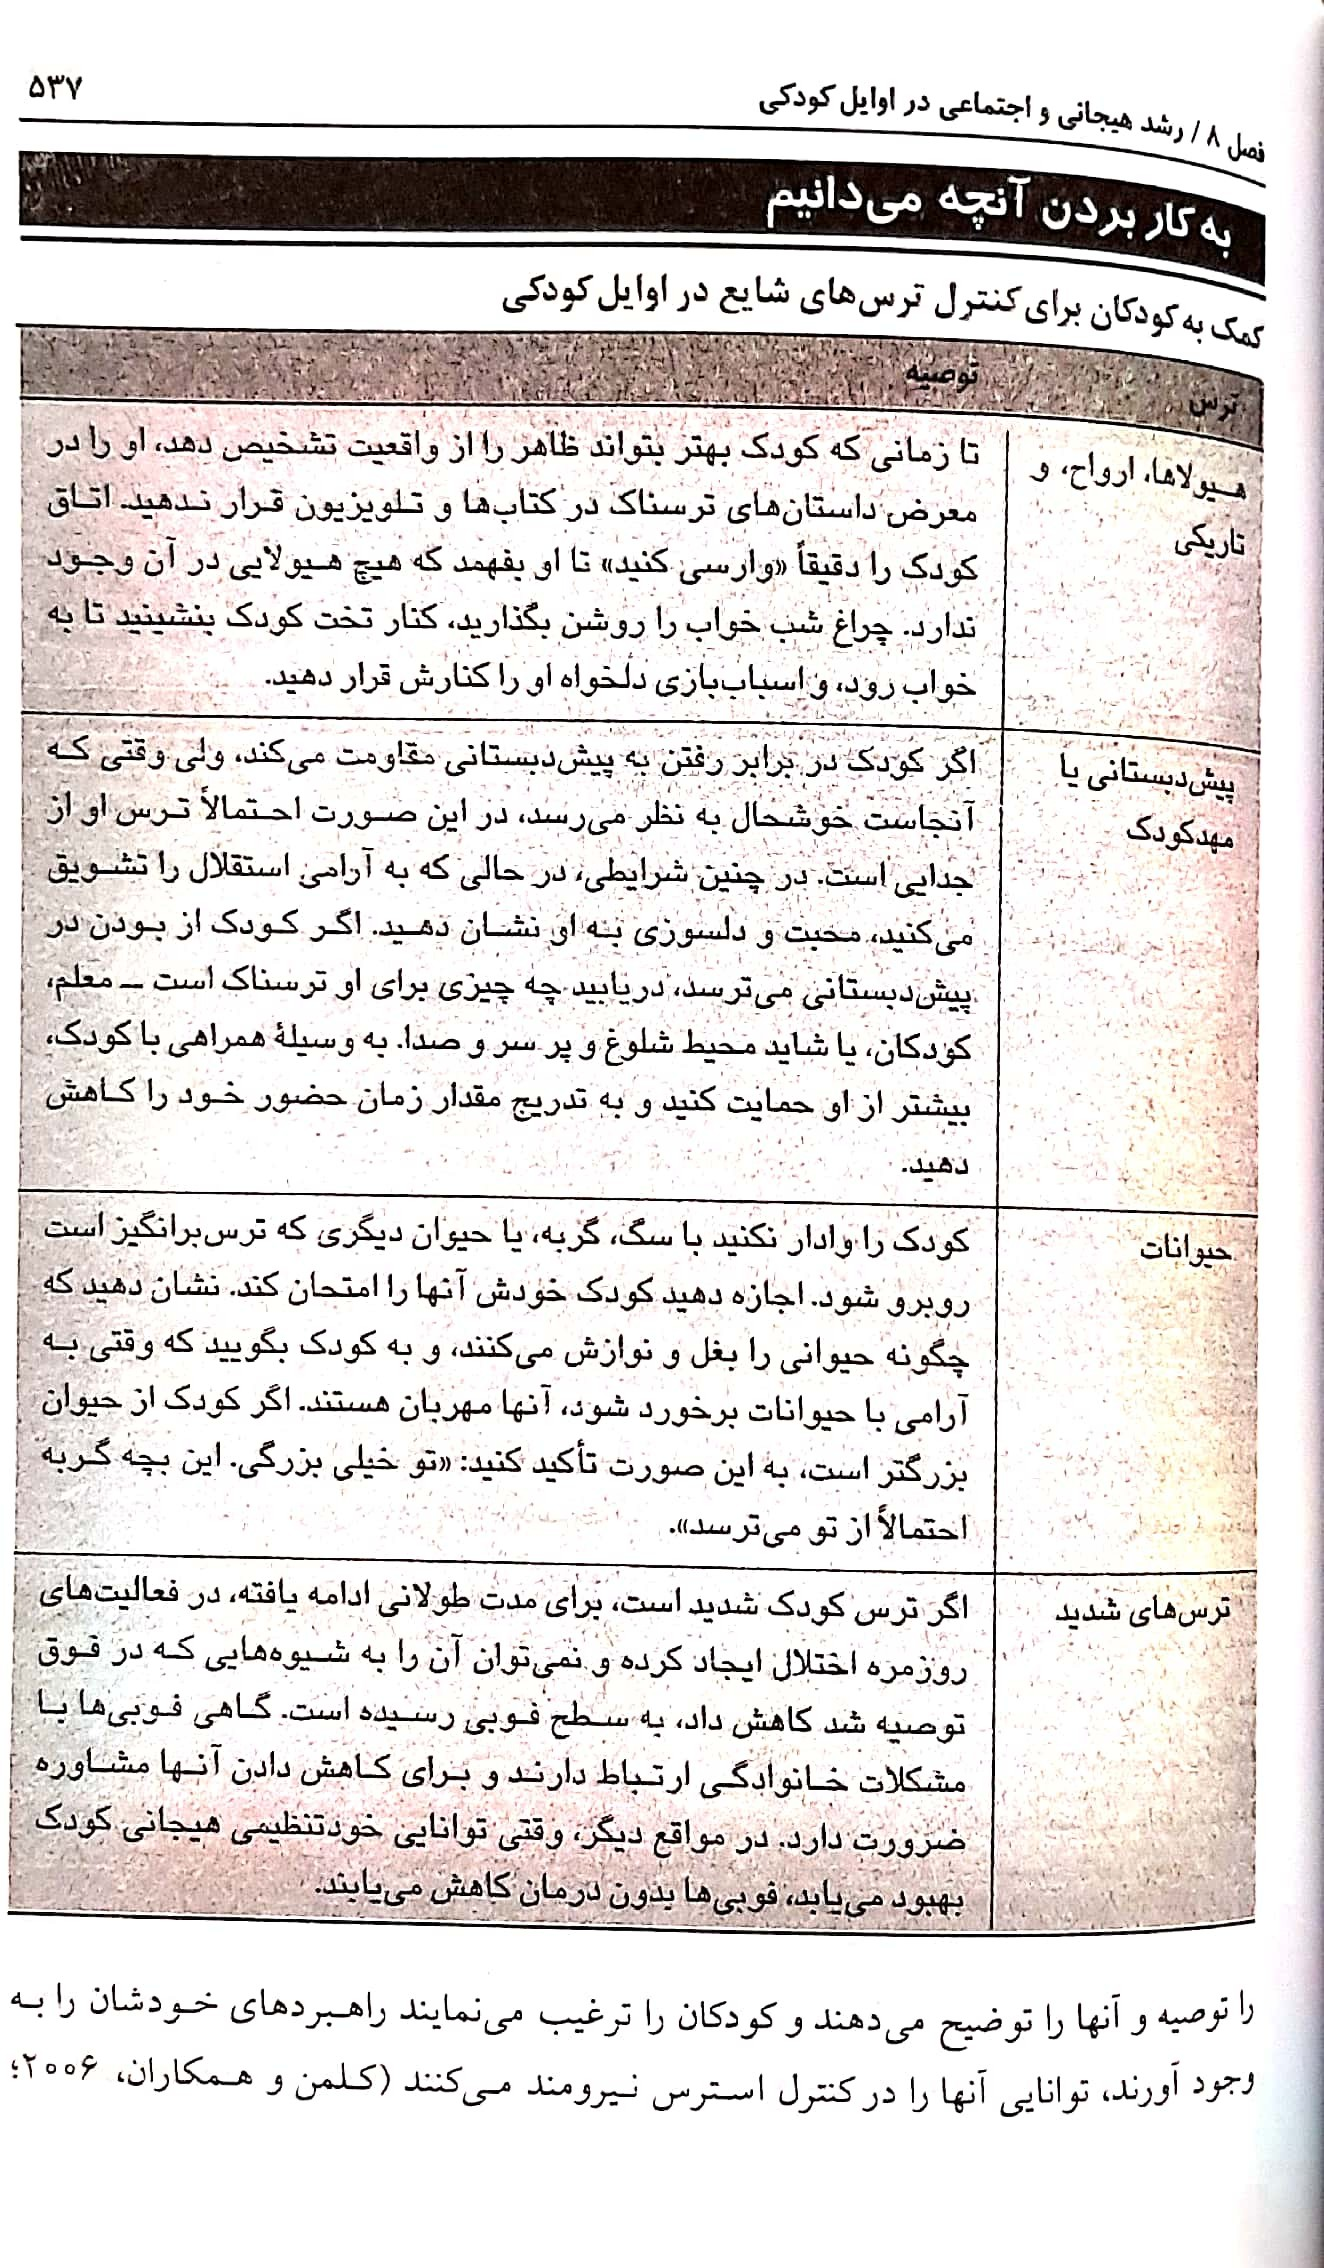 فصل ۸ / رشد هیجانی و اجتماعی در اوایل کودکی ۵۳۷
به کار بردن آنچه می‌دانیم
کمک به کودکان برای کنترل ترس‌های شایع در اوایل کودکی
ترس توصیه
هیولاها، ارواح، و
تاریکی
تا زمانی که کودک بهتر بتواند ظاهر را از واقعیت تشخیص دهد، او را در
معرض داستان‌های ترسناک در کتاب‌ها و تلویزیون قرار ندهید. اتاق
کودک را دقیقاً «وارسی کنید» تا او بفهمد که هیچ هیولایی در آن وجود
ندارد. چراغ شب خواب را روشن بگذارید، کنار تخت کودک بنشینید تا به
خواب رود، و اسباب‌بازی دلخواه او را کنارش قرار دهید.
پیش‌دبستانی یا
مهدکودک
اگر کودک در برابر رفتن به پیش‌دبستانی مقاومت می‌کند، ولی وقتی که
آنجاست خوشحال به نظر می‌رسد، در این صورت احتمالاً ترس او از
جدایی است. در چنین شرایطی، در حالی که به آرامی استقلال را تشویق
می‌کنید، محبت و دلسوزی به او نشان دهید. اگر کودک از بودن در
پیش‌دبستانی می‌ترسد، دریابید چه چیزی برای او ترسناک است ـ معلم،
کودکان، یا شاید محیط شلوغ و پر سر و صدا. به وسیلهٔ همراهی با کودک،
بیشتر از او حمایت کنید و به تدریج مقدار زمان حضور خود را کاهش
دهید.
حیوانات
کودک را وادار نکنید با سگ، گربه، یا حیوان دیگری که ترس‌برانگیز است
روبرو شود. اجازه دهید کودک خودش آنها را امتحان کند. نشان دهید که
چگونه حیوانی را بغل و نوازش می‌کنند، و به کودک بگویید که وقتی به
آرامی با حیوانات برخورد شود، آنها مهربان هستند. اگر کودک از حیوان
بزرگتر است، به این صورت تأکید کنید: «تو خیلی بزرگی. این بچه گربه
احتمالاً از تو می‌ترسد».
ترس‌های شدید
اگر ترس کودک شدید است، برای مدت طولانی ادامه یافته، در فعالیت‌های
روزمره اختلال ایجاد کرده و نمی‌توان آن را به شیوه‌هایی که در فوق
توصیه شد کاهش داد، به سطح فوبی رسیده است. گاهی فوبی‌ها با
مشکلات خانوادگی ارتباط دارند و برای کاهش دادن آنها مشاوره
ضرورت دارد. در مواقع دیگر، وقتی توانایی خودتنظیمی هیجانی کودک
بهبود می‌یابد، فوبی‌ها بدون درمان کاهش می‌یابند.
را توصیه و آنها را توضیح می‌دهند و کودکان را ترغیب می‌نمایند راهبردهای خودشان را به
وجود آورند، توانایی آنها را در کنترل استرس نیرومند می‌کنند (کلمن و همکاران، ۲۰۰۶؛